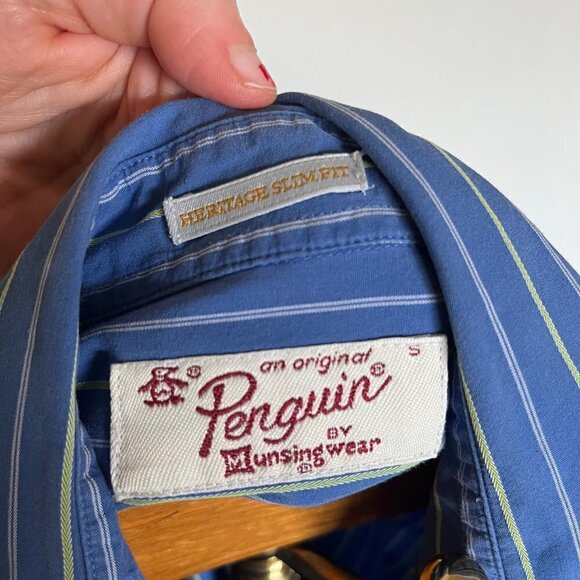 HERITAGE SLIM FIT
an original S
Penguin®
BY
Munsingwear
®